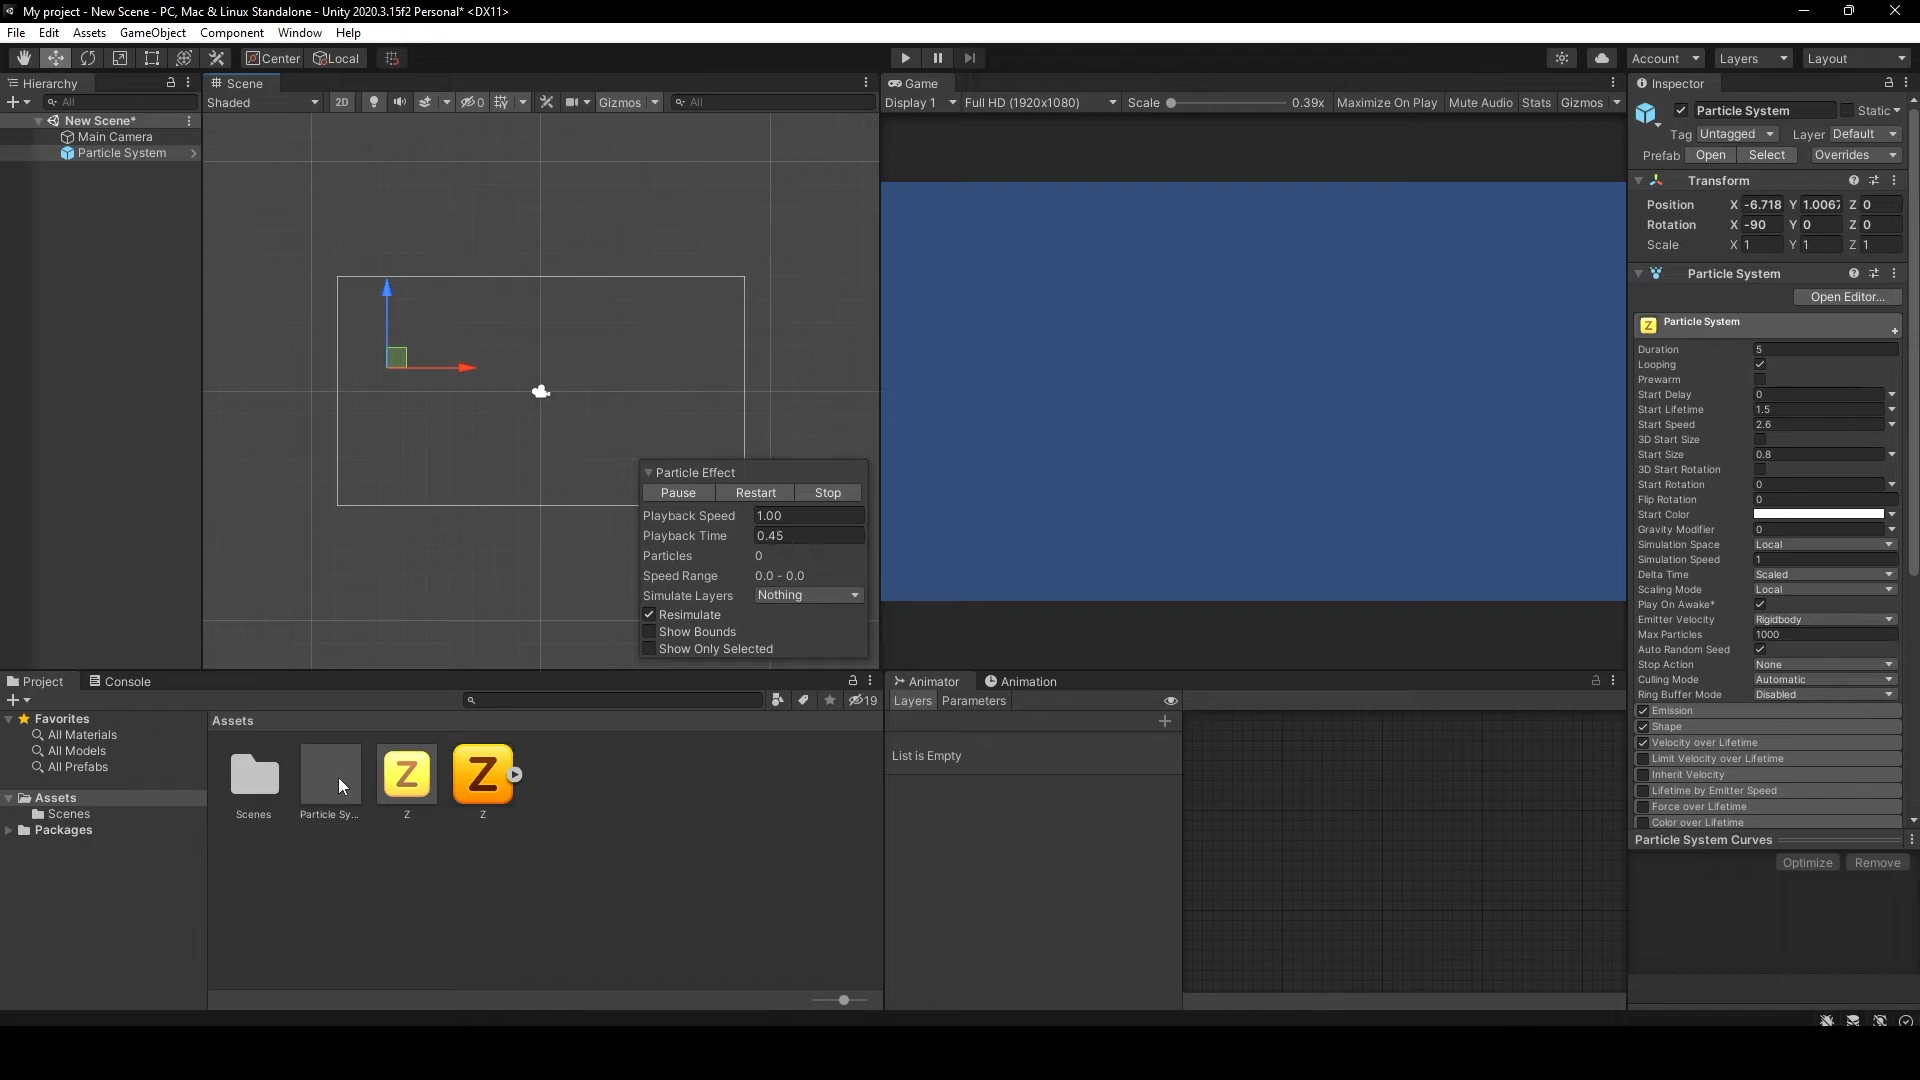 My project - New Scene - PC, Mac & Linux Standalone - Unity 2020.3.15f2 Personal* <DX11>
File Edit Assets GameObject Component Window Help
Center Local Account Layers Layout
Hierarchy
All
New Scene*
Main Camera
Particle System
Scene
Shaded 2D 0 Gizmos All
Particle Effect
Pause Restart Stop
Playback Speed 1.00
Playback Time 0.45
Particles 0
Speed Range 0.0 - 0.0
Simulate Layers Nothing
Resimulate
Show Bounds
Show Only Selected
Game
Display 1 Full HD (1920x1080) Scale 0.39x Maximize On Play Mute Audio Stats Gizmos
Inspector
Particle System Static
Tag Untagged Layer Default
Prefab Open Select Overrides
Transform
Position X -6.718 Y 1.0067 Z 0
Rotation X -90 Y 0 Z 0
Scale X 1 Y 1 Z 1
Particle System
Open Editor...
Z Particle System
Duration 5
Looping
Prewarm
Start Delay 0
Start Lifetime 1.5
Start Speed 2.6
3D Start Size
Start Size 0.8
3D Start Rotation
Start Rotation 0
Flip Rotation 0
Start Color
Gravity Modifier 0
Simulation Space Local
Simulation Speed 1
Delta Time Scaled
Scaling Mode Local
Play On Awake*
Emitter Velocity Rigidbody
Max Particles 1000
Auto Random Seed
Stop Action None
Culling Mode Automatic
Ring Buffer Mode Disabled
Emission
Shape
Velocity over Lifetime
Limit Velocity over Lifetime
Inherit Velocity
Lifetime by Emitter Speed
Force over Lifetime
Color over Lifetime
Particle System Curves
Optimize Remove
Project Console
19
Favorites
All Materials
All Models
All Prefabs
Assets
Scenes
Packages
Assets
Z Z
Scenes Particle Sy... Z Z
Animator Animation
Layers Parameters
List is Empty